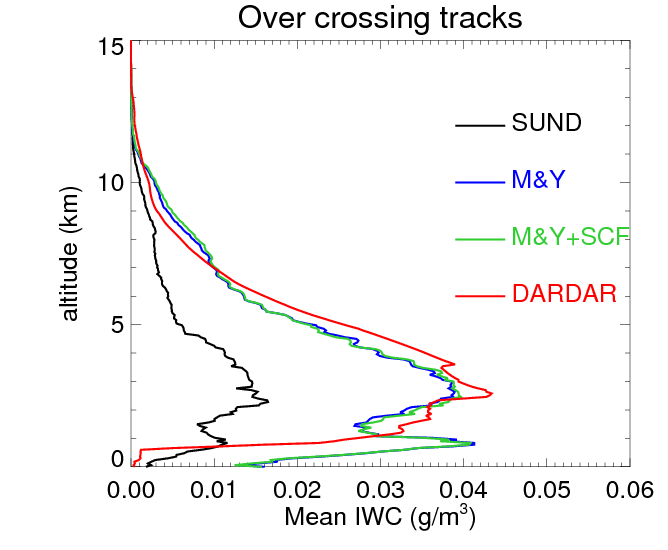 Over crossing tracks
15
10
5
0
altitude (km)
SUND
M&Y
M&Y+SCF
DARDAR
0.00 0.01 0.02 0.03 0.04 0.05 0.06
Mean IWC (g/m³)